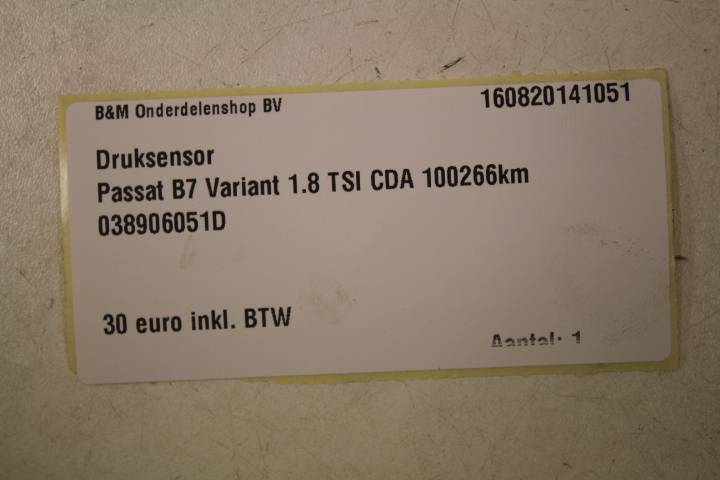 B&M Onderdelenshop BV
160820141051
Druksensor
Passat B7 Variant 1.8 TSI CDA 100266km
038906051D
30 euro inkl. BTW
Aantal: 1